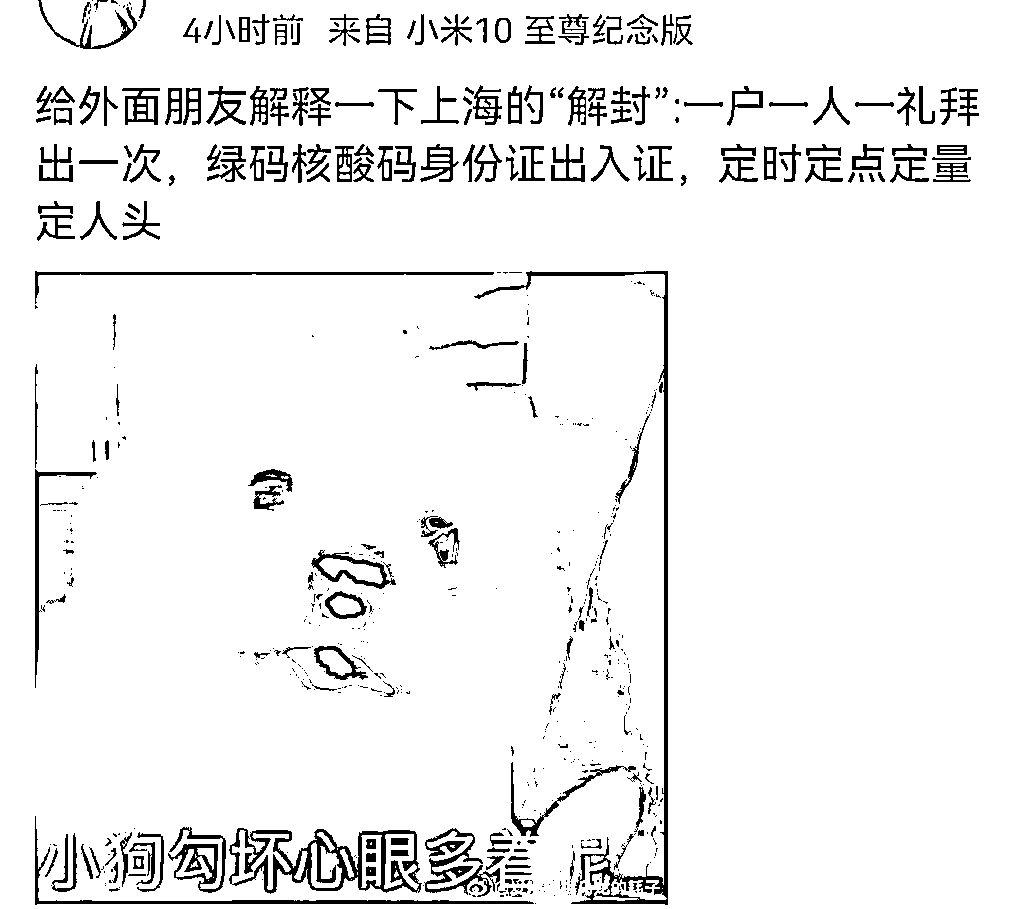 4小时前 来自 小米10 至尊纪念版
给外面朋友解释一下上海的“解封”:一户一人一礼拜
出一次，绿码核酸码身份证出入证，定时定点定量
定人头
小狗勾坏心眼多着呢